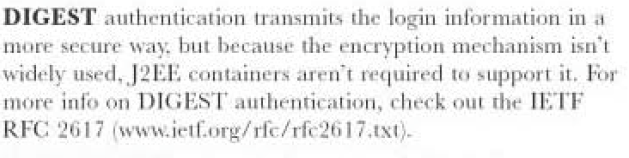 DIGEST authentication transmits the login information in a
more secure way, but because the encryption mechanism isn't
widely used, J2EE containers aren't required to support it. For
more info on DIGEST authentication, check out the IETF
RFC 2617 (www.ietf.org/rfc/rfc2617.txt).